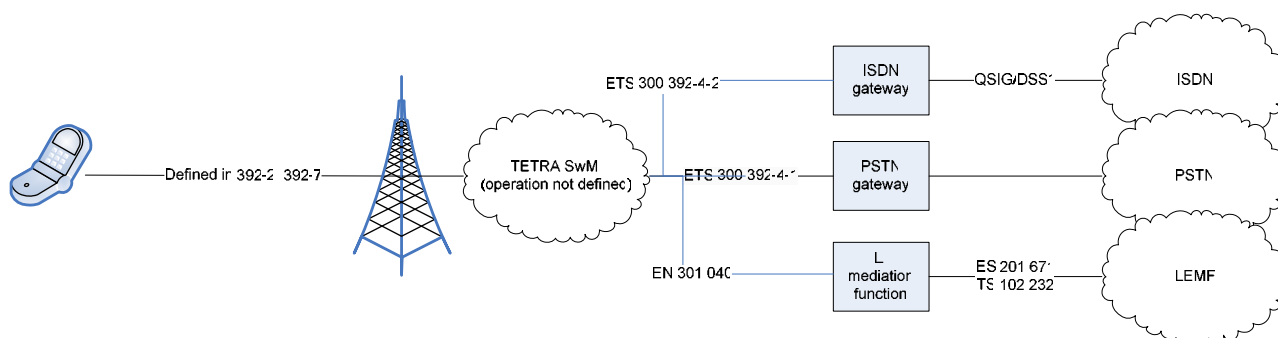 ETS 300 392-4-2
ISDN
gateway
QSIG/DSS1
ISDN
Defined in 392-2 392-7
TETRA SwM
(operation not defined)
ETS 300 392-4-1
PSTN
gateway
PSTN
EN 301 040
L
mediation
function
ES 201 671
TS 102 232
LEMF